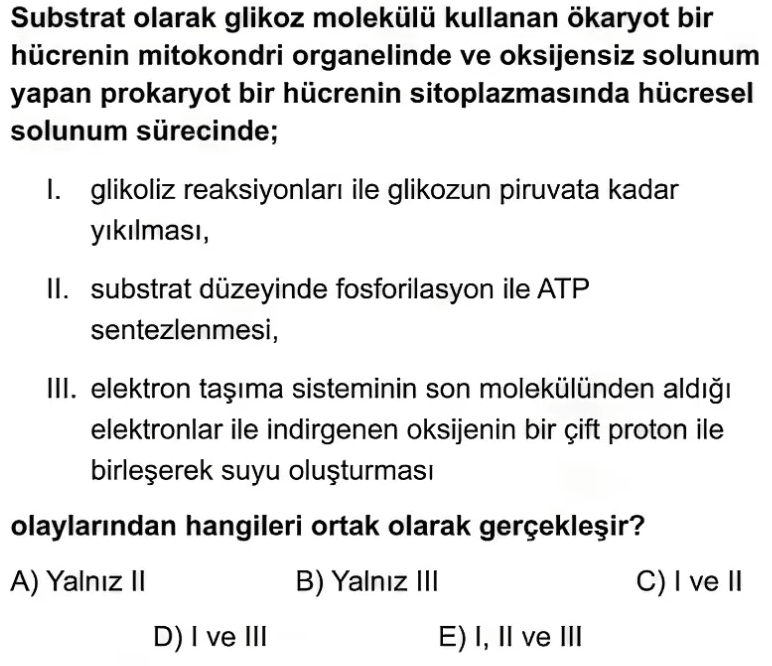 Substrat olarak glikoz molekülü kullanan ökaryot bir
hücrenin mitokondri organelinde ve oksijensiz solunum
yapan prokaryot bir hücrenin sitoplazmasında hücresel
solunum sürecinde;
I. glikoliz reaksiyonları ile glikozun piruvata kadar
yıkılması,
II. substrat düzeyinde fosforilasyon ile ATP
sentezlenmesi,
III. elektron taşıma sisteminin son molekülünden aldığı
elektronlar ile indirgenen oksijenin bir çift proton ile
birleşerek suyu oluşturması
olaylarından hangileri ortak olarak gerçekleşir?
A) Yalnız II B) Yalnız III C) I ve II
D) I ve III E) I, II ve III